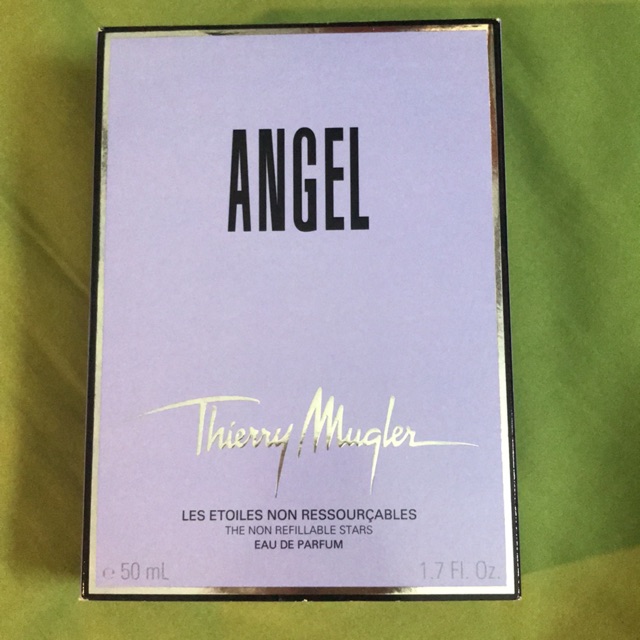 ANGEL
Thierry Mugler
LES ETOILES NON RESSOURÇABLES
THE NON REFILLABLE STARS
EAU DE PARFUM
e 50 mL 1.7 Fl. Oz.